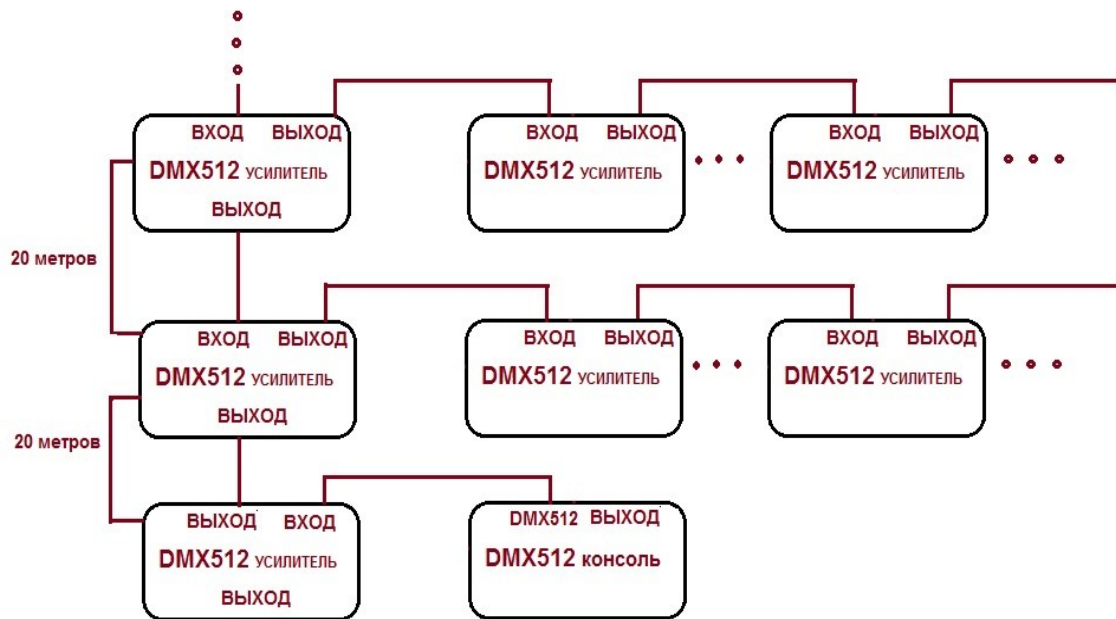 ВХОД ВЫХОД ВХОД ВЫХОД ВХОД ВЫХОД
DMX512 УСИЛИТЕЛЬ DMX512 УСИЛИТЕЛЬ DMX512 УСИЛИТЕЛЬ
ВЫХОД
20 метров
ВХОД ВЫХОД ВХОД ВЫХОД ВХОД ВЫХОД
DMX512 УСИЛИТЕЛЬ DMX512 УСИЛИТЕЛЬ DMX512 УСИЛИТЕЛЬ
ВЫХОД
20 метров
ВЫХОД ВХОД DMX512 ВЫХОД
DMX512 УСИЛИТЕЛЬ DMX512 консоль
ВЫХОД